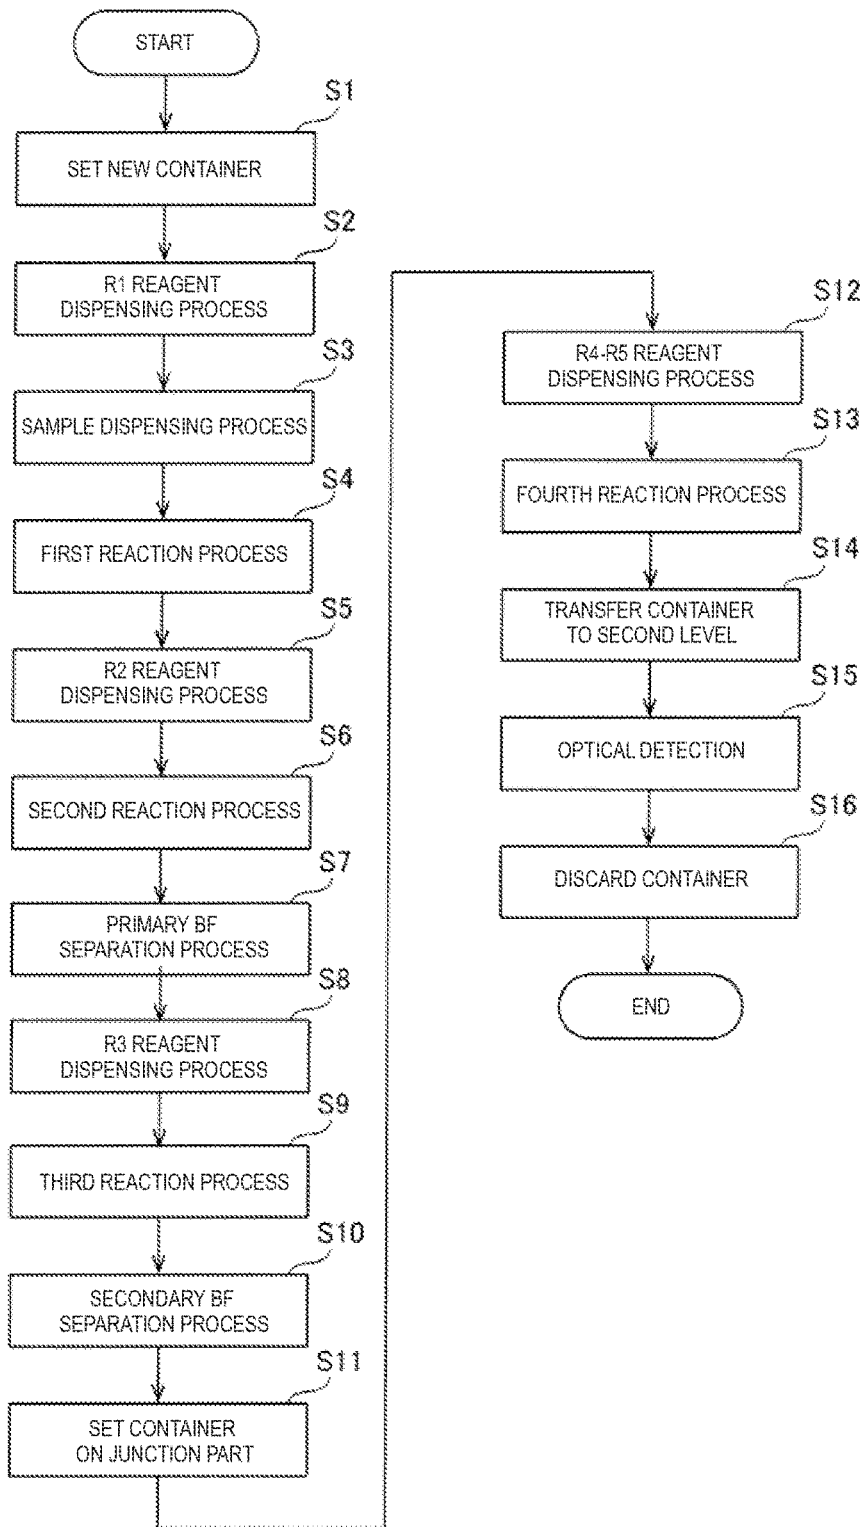 START
S1
SET NEW CONTAINER
S2
R1 REAGENT
DISPENSING PROCESS
S3
SAMPLE DISPENSING PROCESS
S4
FIRST REACTION PROCESS
S5
R2 REAGENT
DISPENSING PROCESS
S6
SECOND REACTION PROCESS
S7
PRIMARY BF
SEPARATION PROCESS
S8
R3 REAGENT
DISPENSING PROCESS
S9
THIRD REACTION PROCESS
S10
SECONDARY BF
SEPARATION PROCESS
S11
SET CONTAINER
ON JUNCTION PART
S12
R4-R5 REAGENT
DISPENSING PROCESS
S13
FOURTH REACTION PROCESS
S14
TRANSFER CONTAINER
TO SECOND LEVEL
S15
OPTICAL DETECTION
S16
DISCARD CONTAINER
END